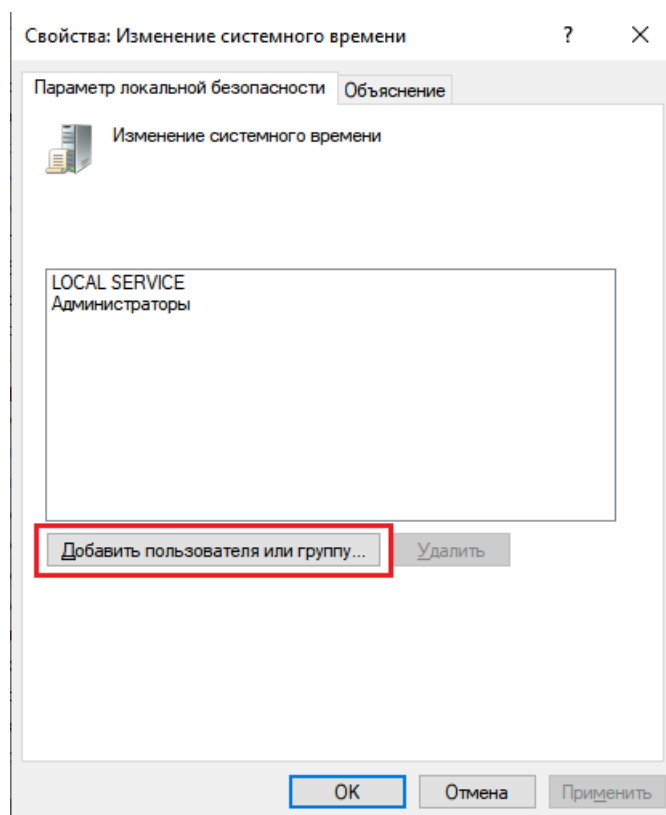 Свойства: Изменение системного времени
Параметр локальной безопасности Объяснение
Изменение системного времени
LOCAL SERVICE
Администраторы
Добавить пользователя или группу... Удалить
OK Отмена Применить